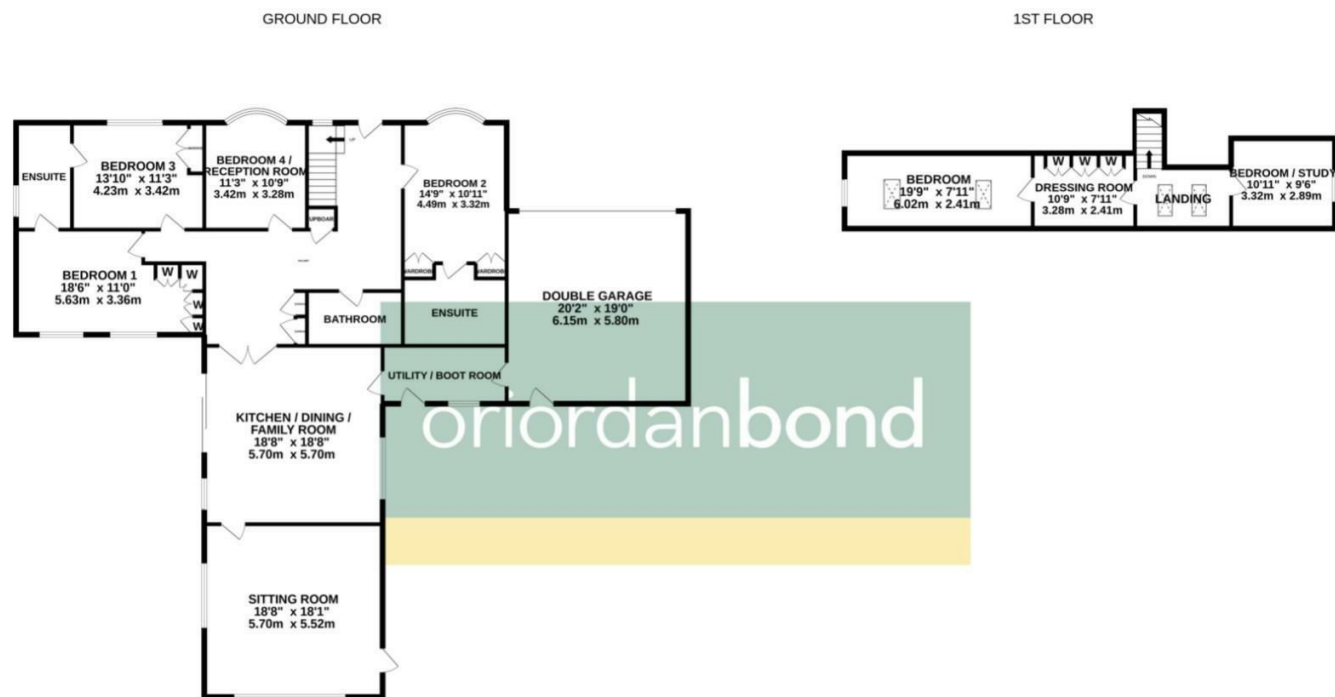 GROUND FLOOR
1ST FLOOR
ENSUITE
BEDROOM 3
13'10" x 11'3"
4.23m x 3.42m
BEDROOM 4 /
RECEPTION ROOM
11'3" x 10'9"
3.42m x 3.28m
UP
UPBOAR
BEDROOM 2
14'9" x 10'11"
4.49m x 3.32m
BEDROOM 1
18'6" x 11'0"
5.63m x 3.36m
W
W
W
W
BATHROOM
ARDROB
ARDROB
ENSUITE
DOUBLE GARAGE
20'2" x 19'0"
6.15m x 5.80m
UTILITY / BOOT ROOM
KITCHEN / DINING /
FAMILY ROOM
18'8" x 18'8"
5.70m x 5.70m
SITTING ROOM
18'8" x 18'1"
5.70m x 5.52m
oriordanbond
BEDROOM
19'9" x 7'11"
6.02m x 2.41m
W W W
DRESSING ROOM
10'9" x 7'11"
3.28m x 2.41m
DOWN
LANDING
BEDROOM / STUDY
10'11" x 9'6"
3.32m x 2.89m